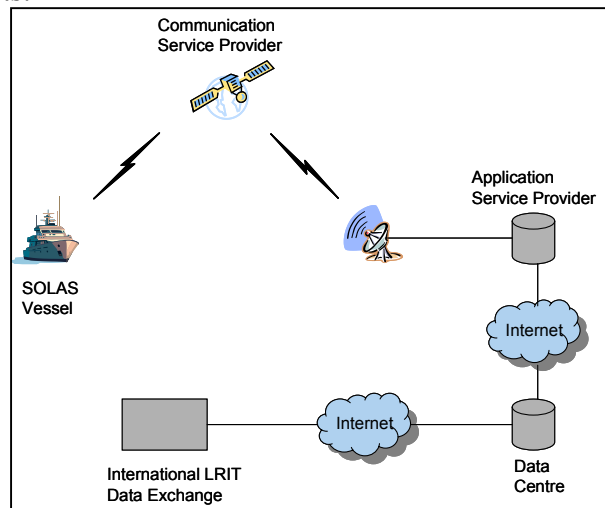 Communication
Service Provider
Application
Service Provider
SOLAS
Vessel
Internet
Internet
International LRIT
Data Exchange
Data
Centre